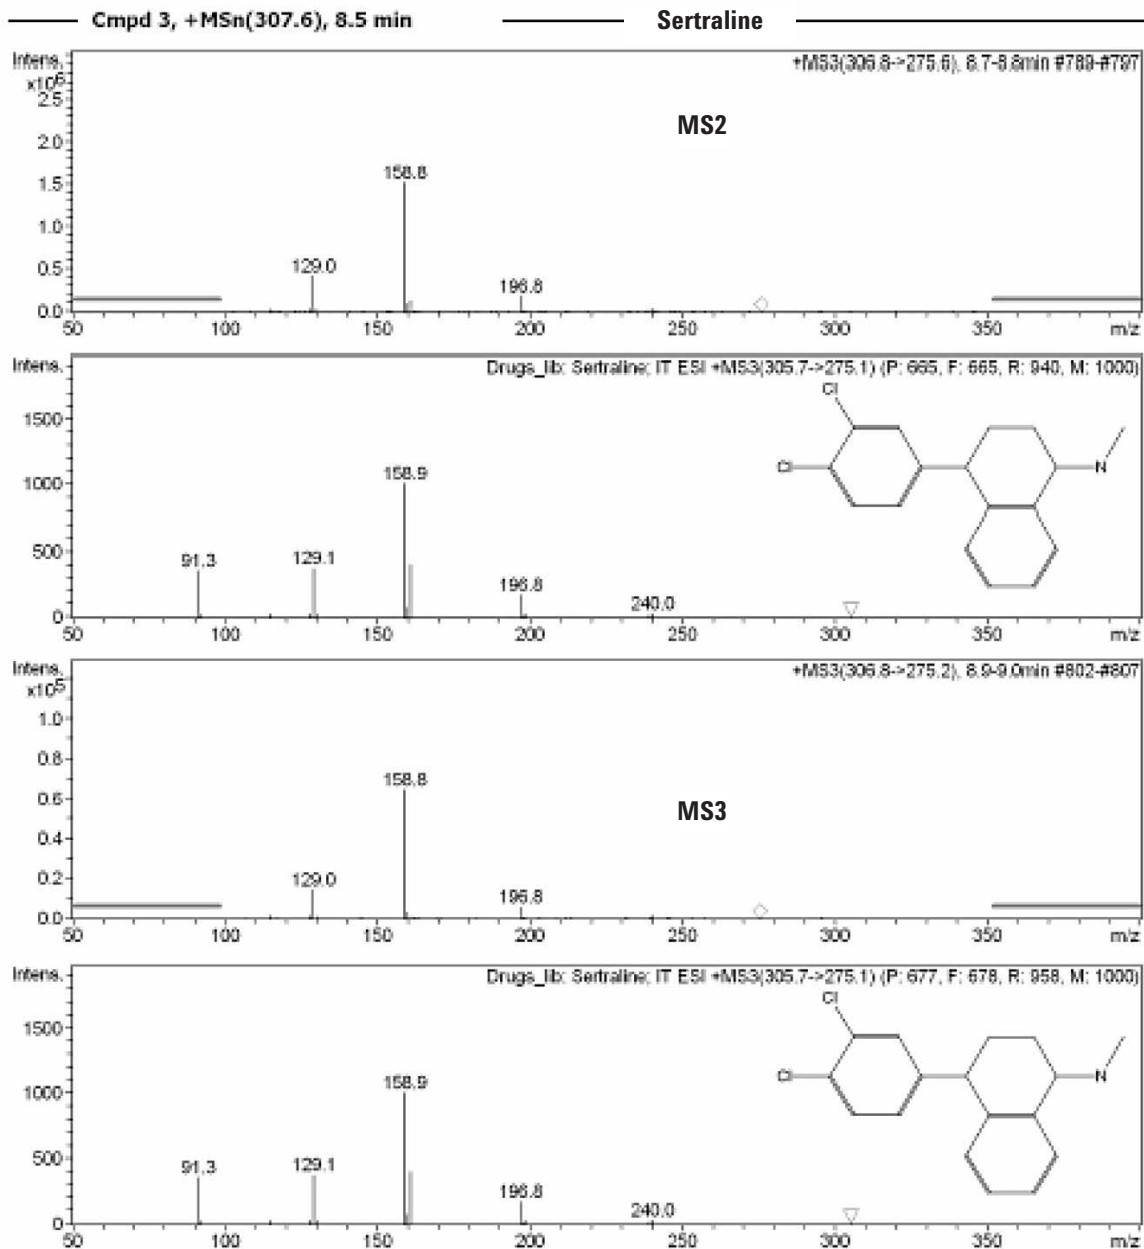 Cmpd 3, +MSn(307.6), 8.5 min Sertraline
Intens.
x10⁶
+MS3(306.8->275.6), 8.7-8.8min #789-#797
MS2
2.5
2.0
1.5
1.0
0.5
0.0
158.8
129.0
196.8
50 100 150 200 250 300 350 m/z
Intens.
Drugs_lib: Sertraline; IT ESI +MS3(305.7->275.1) (P: 665, F: 665, R: 940, M: 1000)
1500
1000
500
0
Cl
Cl
N
158.9
91.3
129.1
196.8
240.0
50 100 150 200 250 300 350 m/z
Intens.
x10⁵
+MS3(306.8->275.2), 8.9-9.0min #802-#807
MS3
1.0
0.8
0.6
0.4
0.2
0.0
158.8
129.0
196.8
50 100 150 200 250 300 350 m/z
Intens.
Drugs_lib: Sertraline; IT ESI +MS3(305.7->275.1) (P: 677, F: 678, R: 958, M: 1000)
1500
1000
500
0
Cl
Cl
N
158.9
91.3
129.1
196.8
240.0
50 100 150 200 250 300 350 m/z